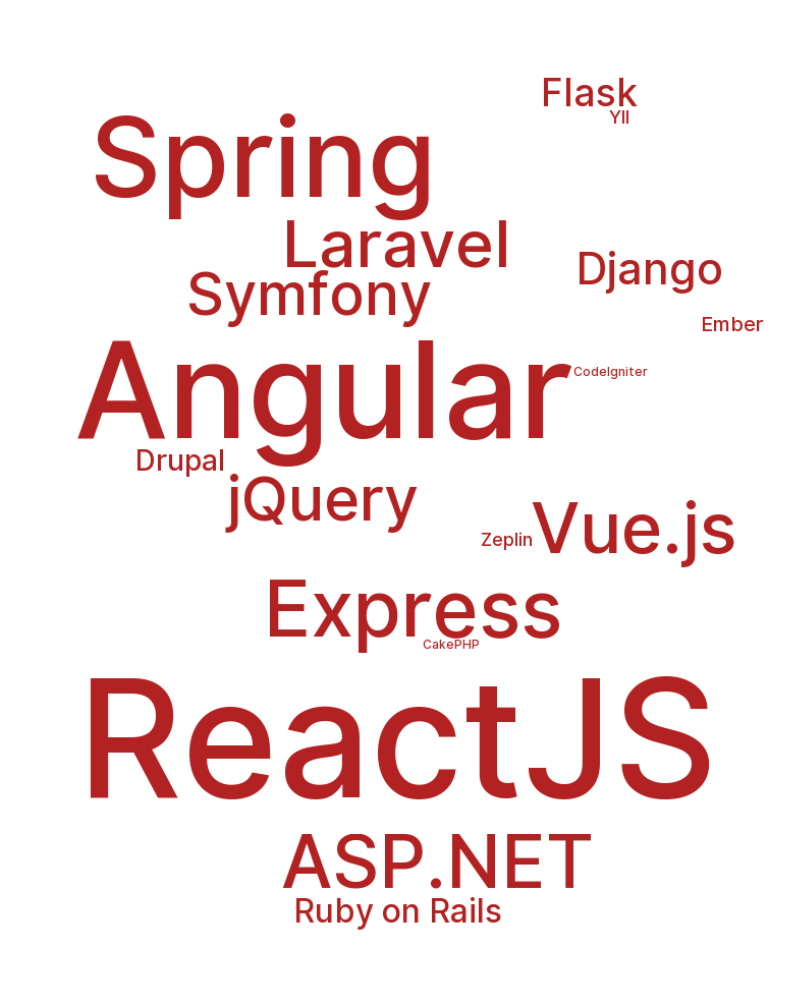 Flask
YII
Spring
Laravel
Django
Symfony
Ember
Angular
CodeIgniter
Drupal
jQuery
Vue.js
Zeplin
Express
CakePHP
ReactJS
ASP.NET
Ruby on Rails